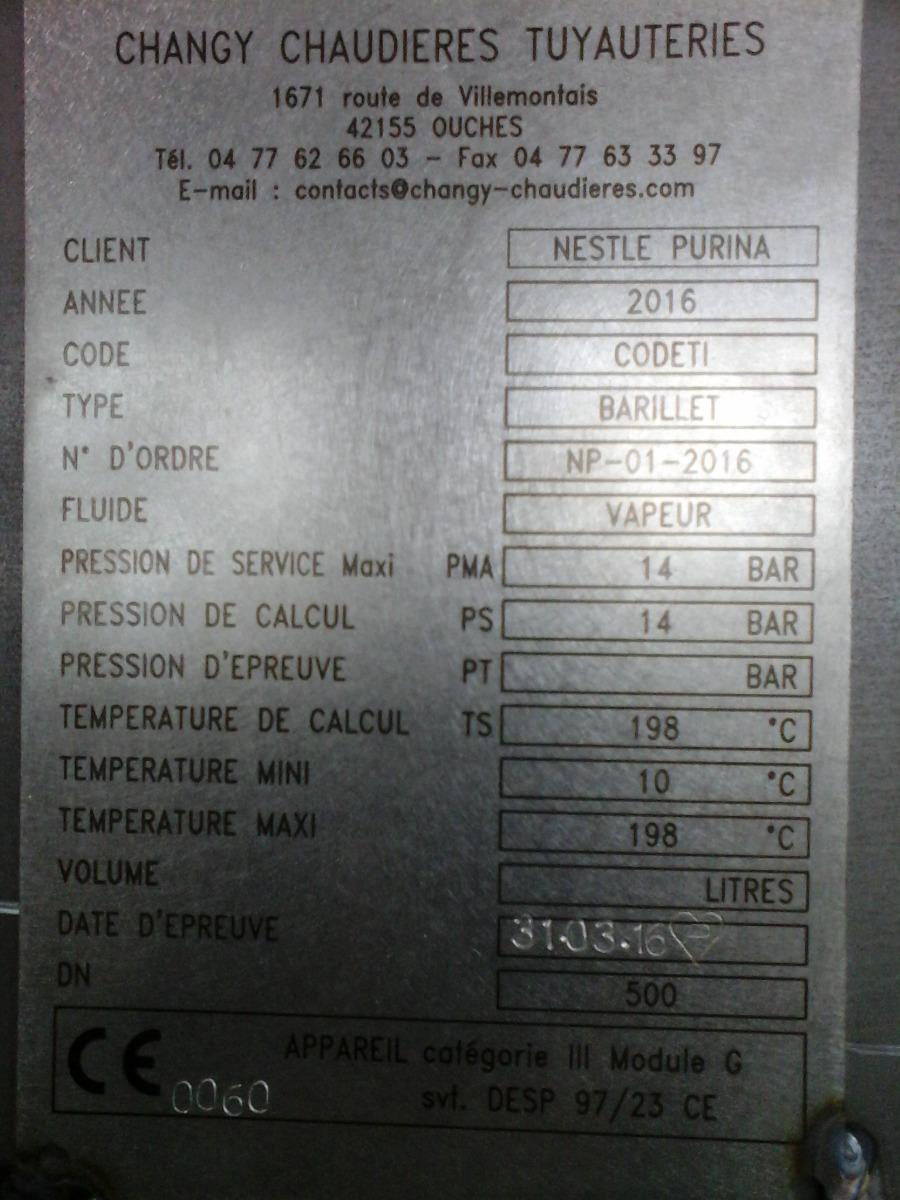 CHANGY CHAUDIERES TUYAUTERIES
1671 route de Villemontais
42155 OUCHES
Tél. 04 77 62 66 03 - Fax 04 77 63 33 97
E-mail : contacts@changy-chaudieres.com
CLIENT NESTLE PURINA
ANNEE 2016
CODE CODETI
TYPE BARILLET
N° D'ORDRE NP-01-2016
FLUIDE VAPEUR
PRESSION DE SERVICE Maxi PMA 14 BAR
PRESSION DE CALCUL PS 14 BAR
PRESSION D'EPREUVE PT BAR
TEMPERATURE DE CALCUL TS 198 °C
TEMPERATURE MINI 10 °C
TEMPERATURE MAXI 198 °C
VOLUME LITRES
DATE D'EPREUVE 31.03.16
DN 500
CE 0060 APPAREIL catégorie III Module G
svt. DESP 97/23 CE